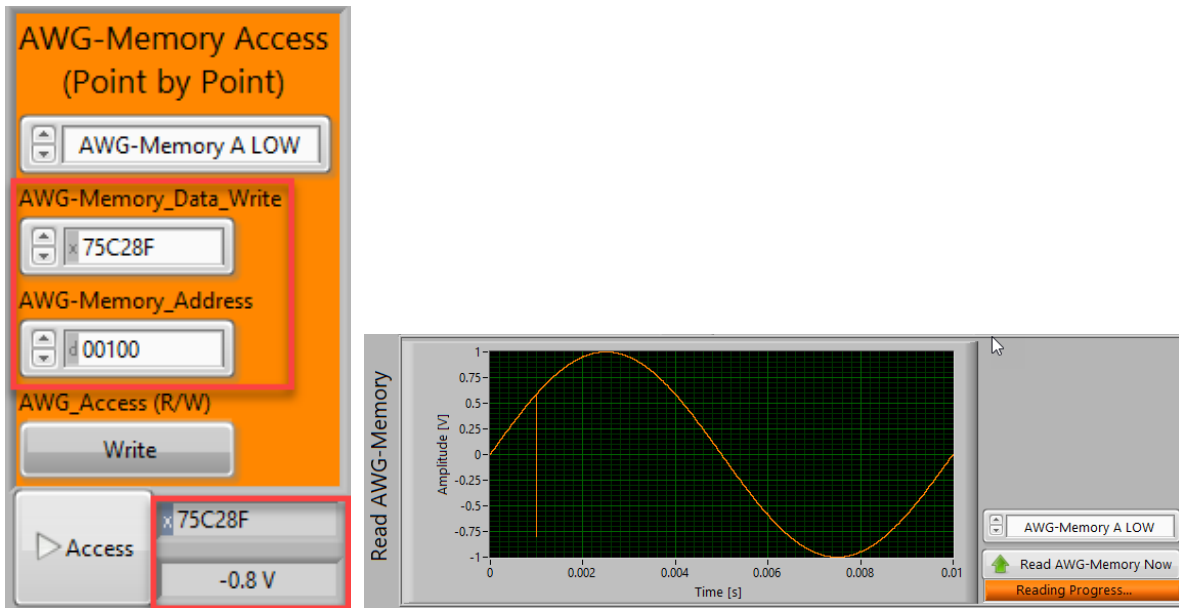 AWG-Memory Access
(Point by Point)
AWG-Memory A LOW
AWG-Memory_Data_Write
x 75C28F
AWG-Memory_Address
d 00100
AWG_Access (R/W)
Write
Access
x 75C28F
-0.8 V
Read AWG-Memory
Amplitude [V]
1
0.75
0.5
0.25
0
-0.25
-0.5
-0.75
-1
0 0.002 0.004 0.006 0.008 0.01
Time [s]
AWG-Memory A LOW
Read AWG-Memory Now
Reading Progress...